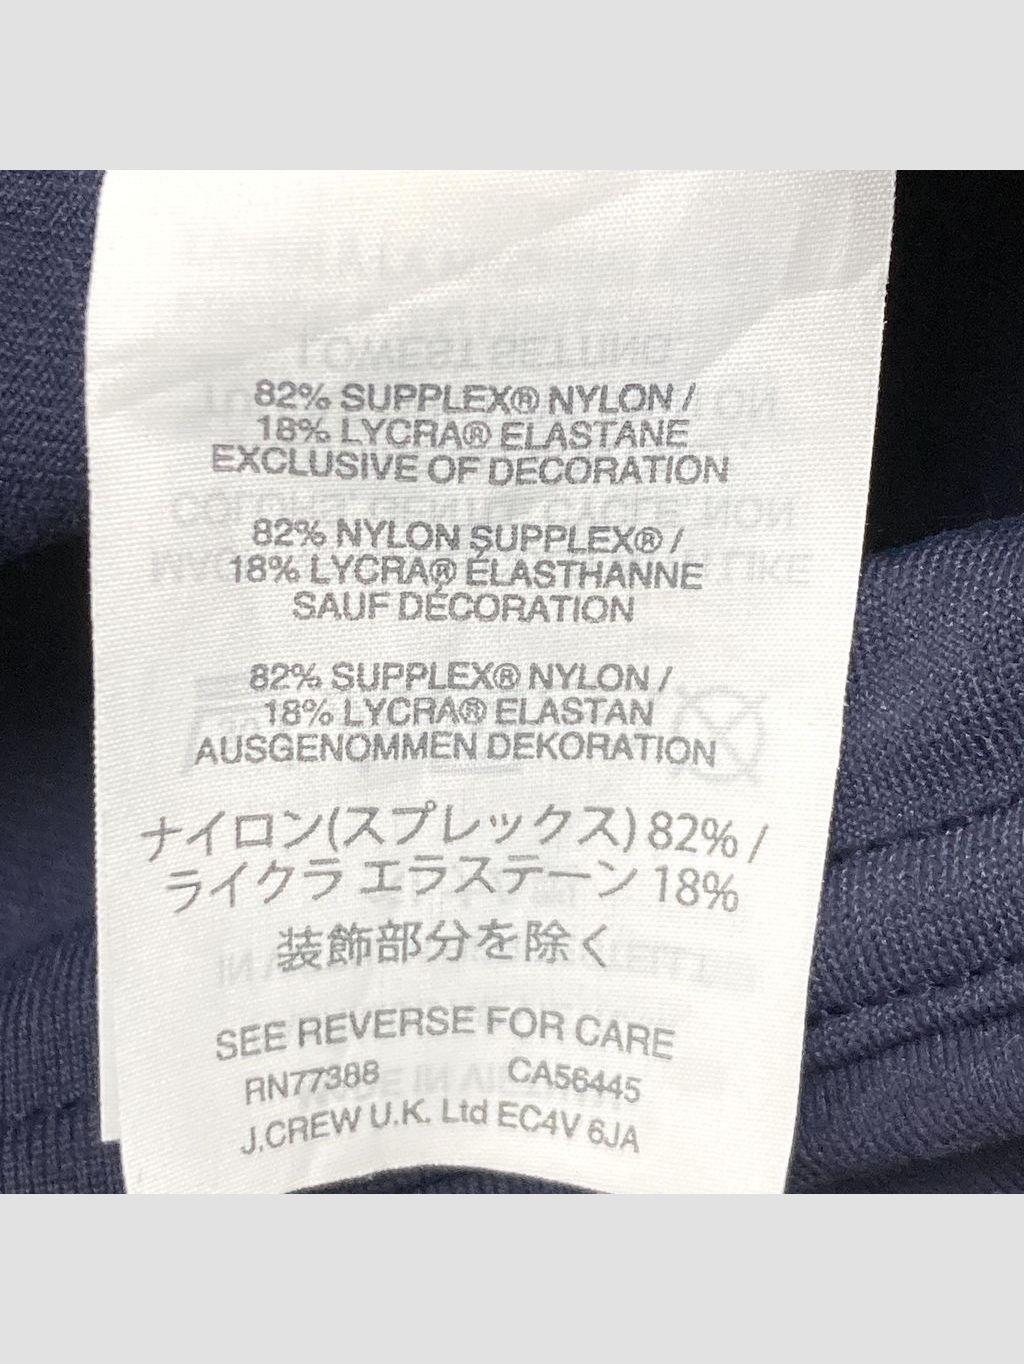 82% SUPPLEX® NYLON /
18% LYCRA® ELASTANE
EXCLUSIVE OF DECORATION
82% NYLON SUPPLEX® /
18% LYCRA® ÉLASTHANNE
SAUF DÉCORATION
82% SUPPLEX® NYLON /
18% LYCRA® ELASTAN
AUSGENOMMEN DEKORATION
ナイロン(スプレックス) 82% /
ライクラ エラステーン 18%
装飾部分を除く
SEE REVERSE FOR CARE
RN77388 CA56445
J.CREW U.K. Ltd EC4V 6JA